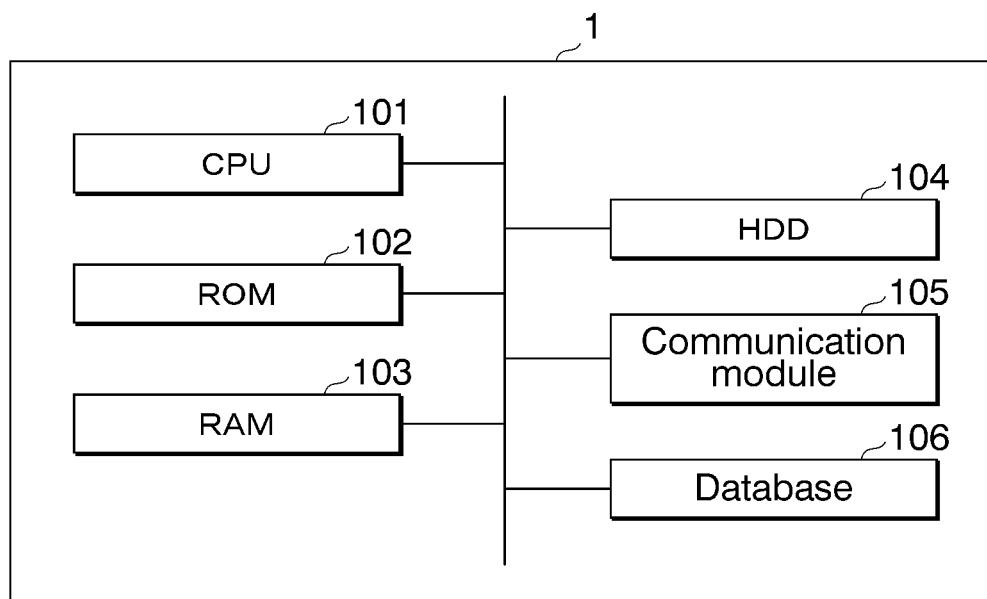 1
101
CPU
102
ROM
103
RAM
104
HDD
105
Communication
module
106
Database